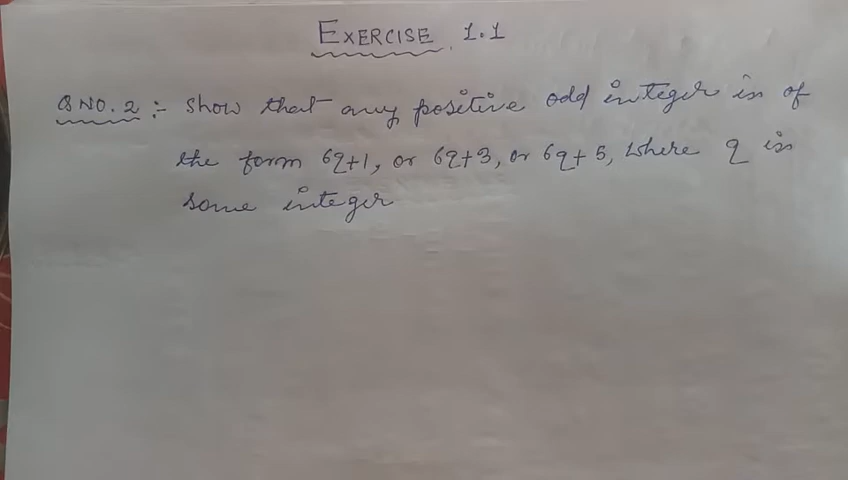 EXERCISE 1.1
Q NO. 2 :- Show that any positive odd integer is of
the form 6q+1, or 6q+3, or 6q+5, where q is
some integer